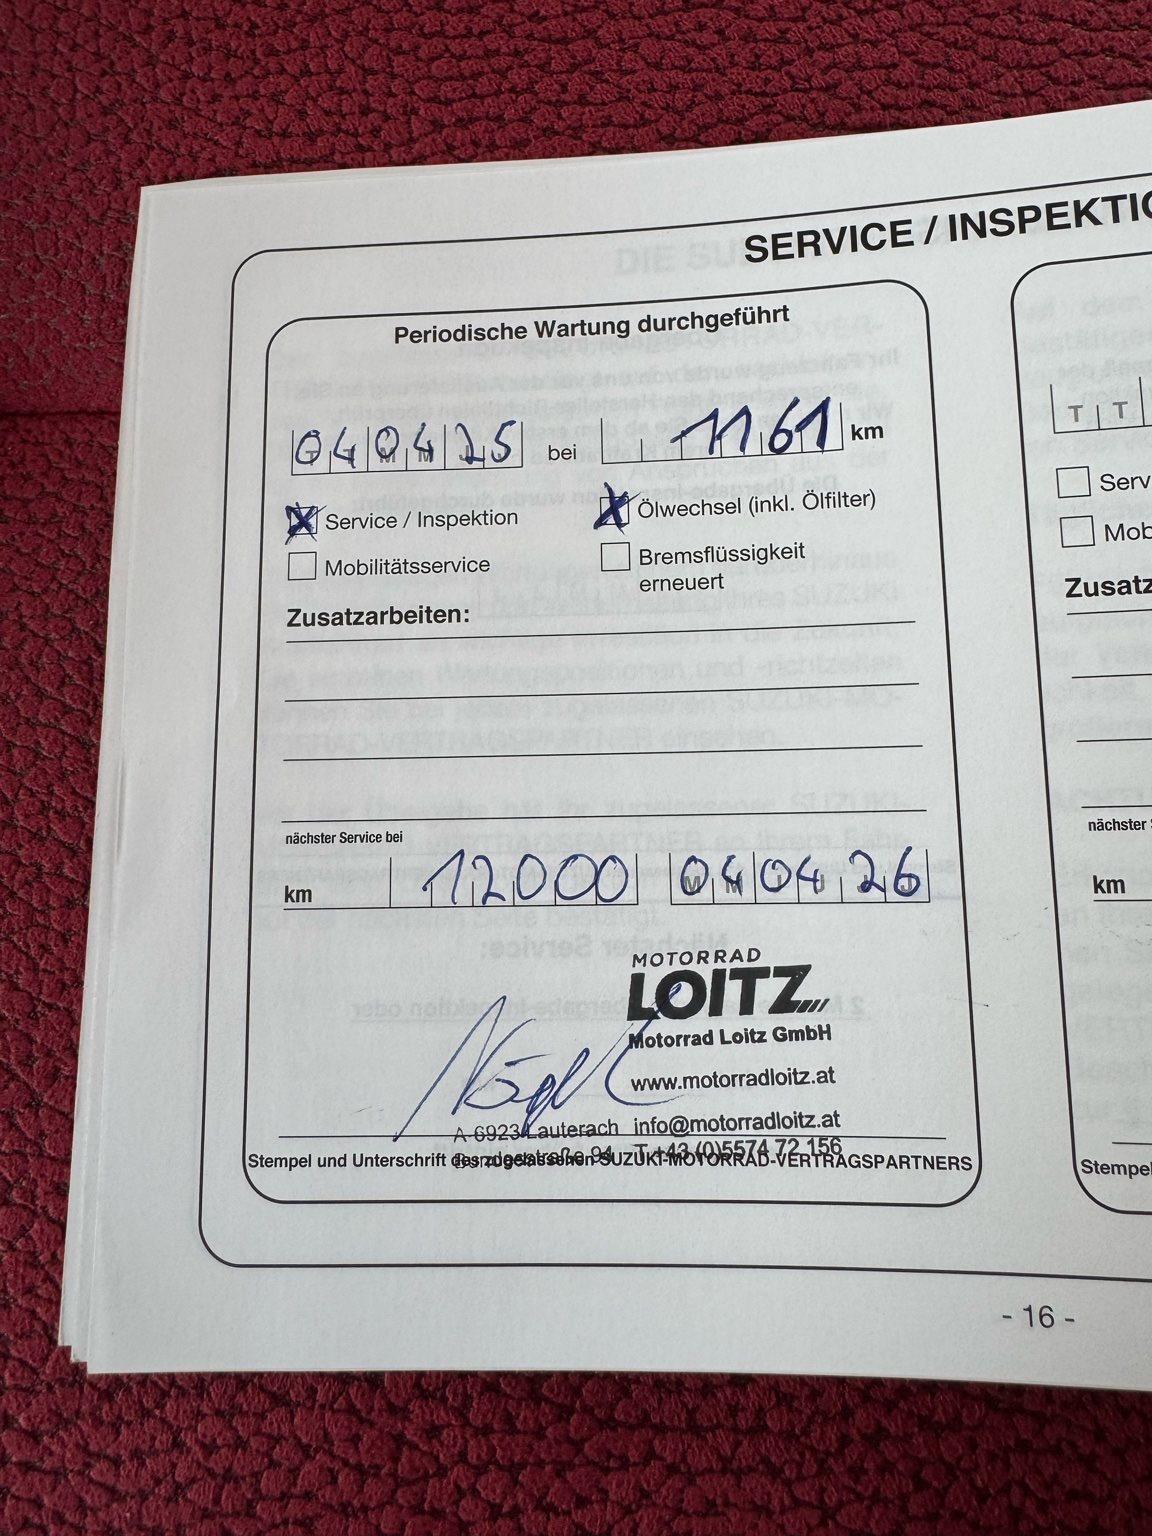 SERVICE / INSPEKTIO
Periodische Wartung durchgeführt
040425 bei 1161 km
Service / Inspektion
Ölwechsel (inkl. Ölfilter)
Mobilitätsservice
Bremsflüssigkeit
erneuert
Zusatzarbeiten:
nächster Service bei
km 12000 040426
MOTORRAD
LOITZ
Motorrad Loitz GmbH
www.motorradloitz.at
A-6923 Lauterach info@motorradloitz.at
Bundesstraße 94 T +43 (0)5574 72 156
Stempel und Unterschrift des zugelassenen SUZUKI-MOTORRAD-VERTRAGSPARTNERS
T T
Serv
Mob
Zusatz
nächster S
km
Stempel
- 16 -